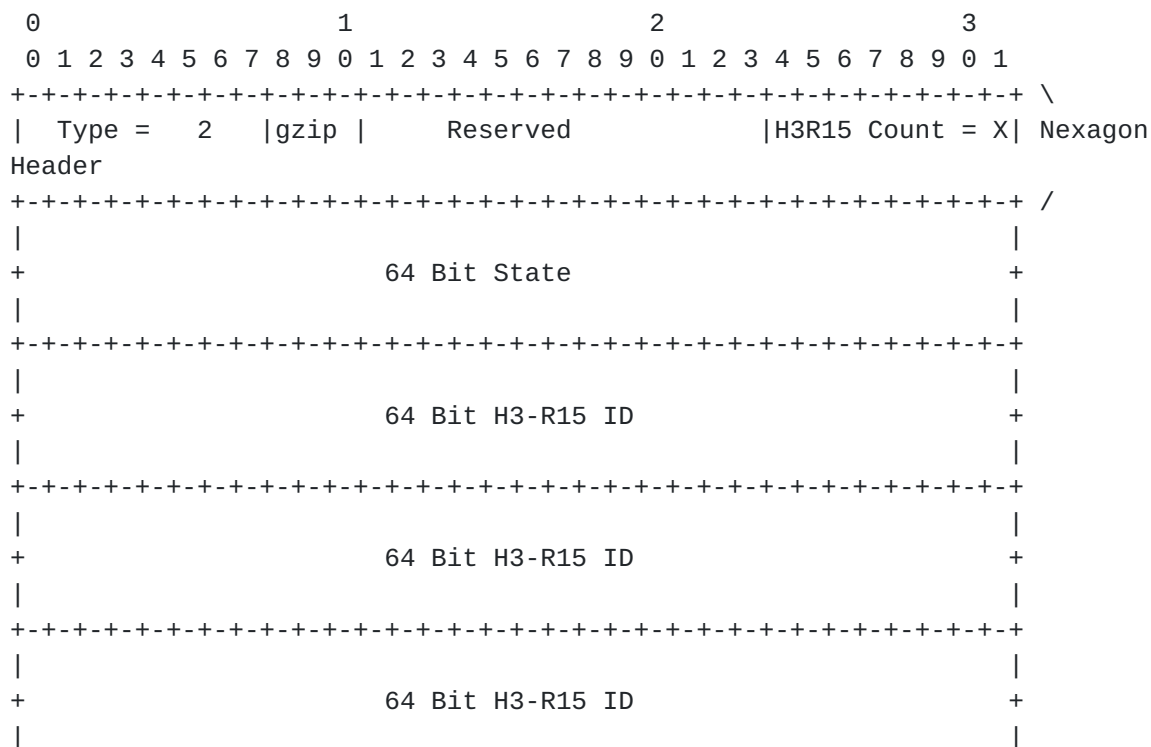 0                   1                   2                   3
 0 1 2 3 4 5 6 7 8 9 0 1 2 3 4 5 6 7 8 9 0 1 2 3 4 5 6 7 8 9 0 1
+-+-+-+-+-+-+-+-+-+-+-+-+-+-+-+-+-+-+-+-+-+-+-+-+-+-+-+-+-+-+-+-+ \
|  Type =   2   |gzip |     Reserved            |H3R15 Count = X| Nexagon
Header
+-+-+-+-+-+-+-+-+-+-+-+-+-+-+-+-+-+-+-+-+-+-+-+-+-+-+-+-+-+-+-+-+ /
|                                                               |
+                       64 Bit State                            +
|                                                               |
+-+-+-+-+-+-+-+-+-+-+-+-+-+-+-+-+-+-+-+-+-+-+-+-+-+-+-+-+-+-+-+-+
|                                                               |
+                       64 Bit H3-R15 ID                        +
|                                                               |
+-+-+-+-+-+-+-+-+-+-+-+-+-+-+-+-+-+-+-+-+-+-+-+-+-+-+-+-+-+-+-+-+
|                                                               |
+                       64 Bit H3-R15 ID                        +
|                                                               |
+-+-+-+-+-+-+-+-+-+-+-+-+-+-+-+-+-+-+-+-+-+-+-+-+-+-+-+-+-+-+-+-+
|                                                               |
+                       64 Bit H3-R15 ID                        +
|                                                               |